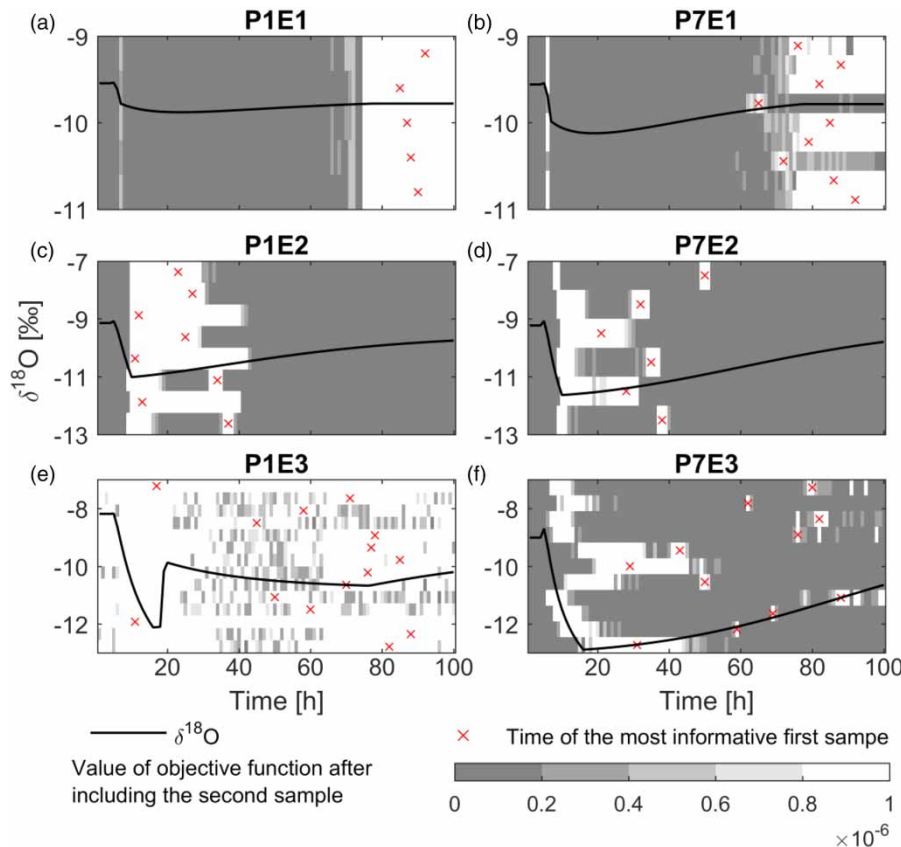 (a) P1E1 (b) P7E1
-9 -9
-10 -10
-11 -11
(c) P1E2 (d) P7E2
-7 -7
-9 -9
-11 -11
-13 -13
δ¹⁸O [‰]
(e) P1E3 (f) P7E3
-8 -8
-10 -10
-12 -12
20 40 60 80 100 20 40 60 80 100
Time [h] Time [h]
δ¹⁸O × Time of the most informative first sampe
Value of objective function after
including the second sample
0 0.2 0.4 0.6 0.8 1
×10⁻⁶